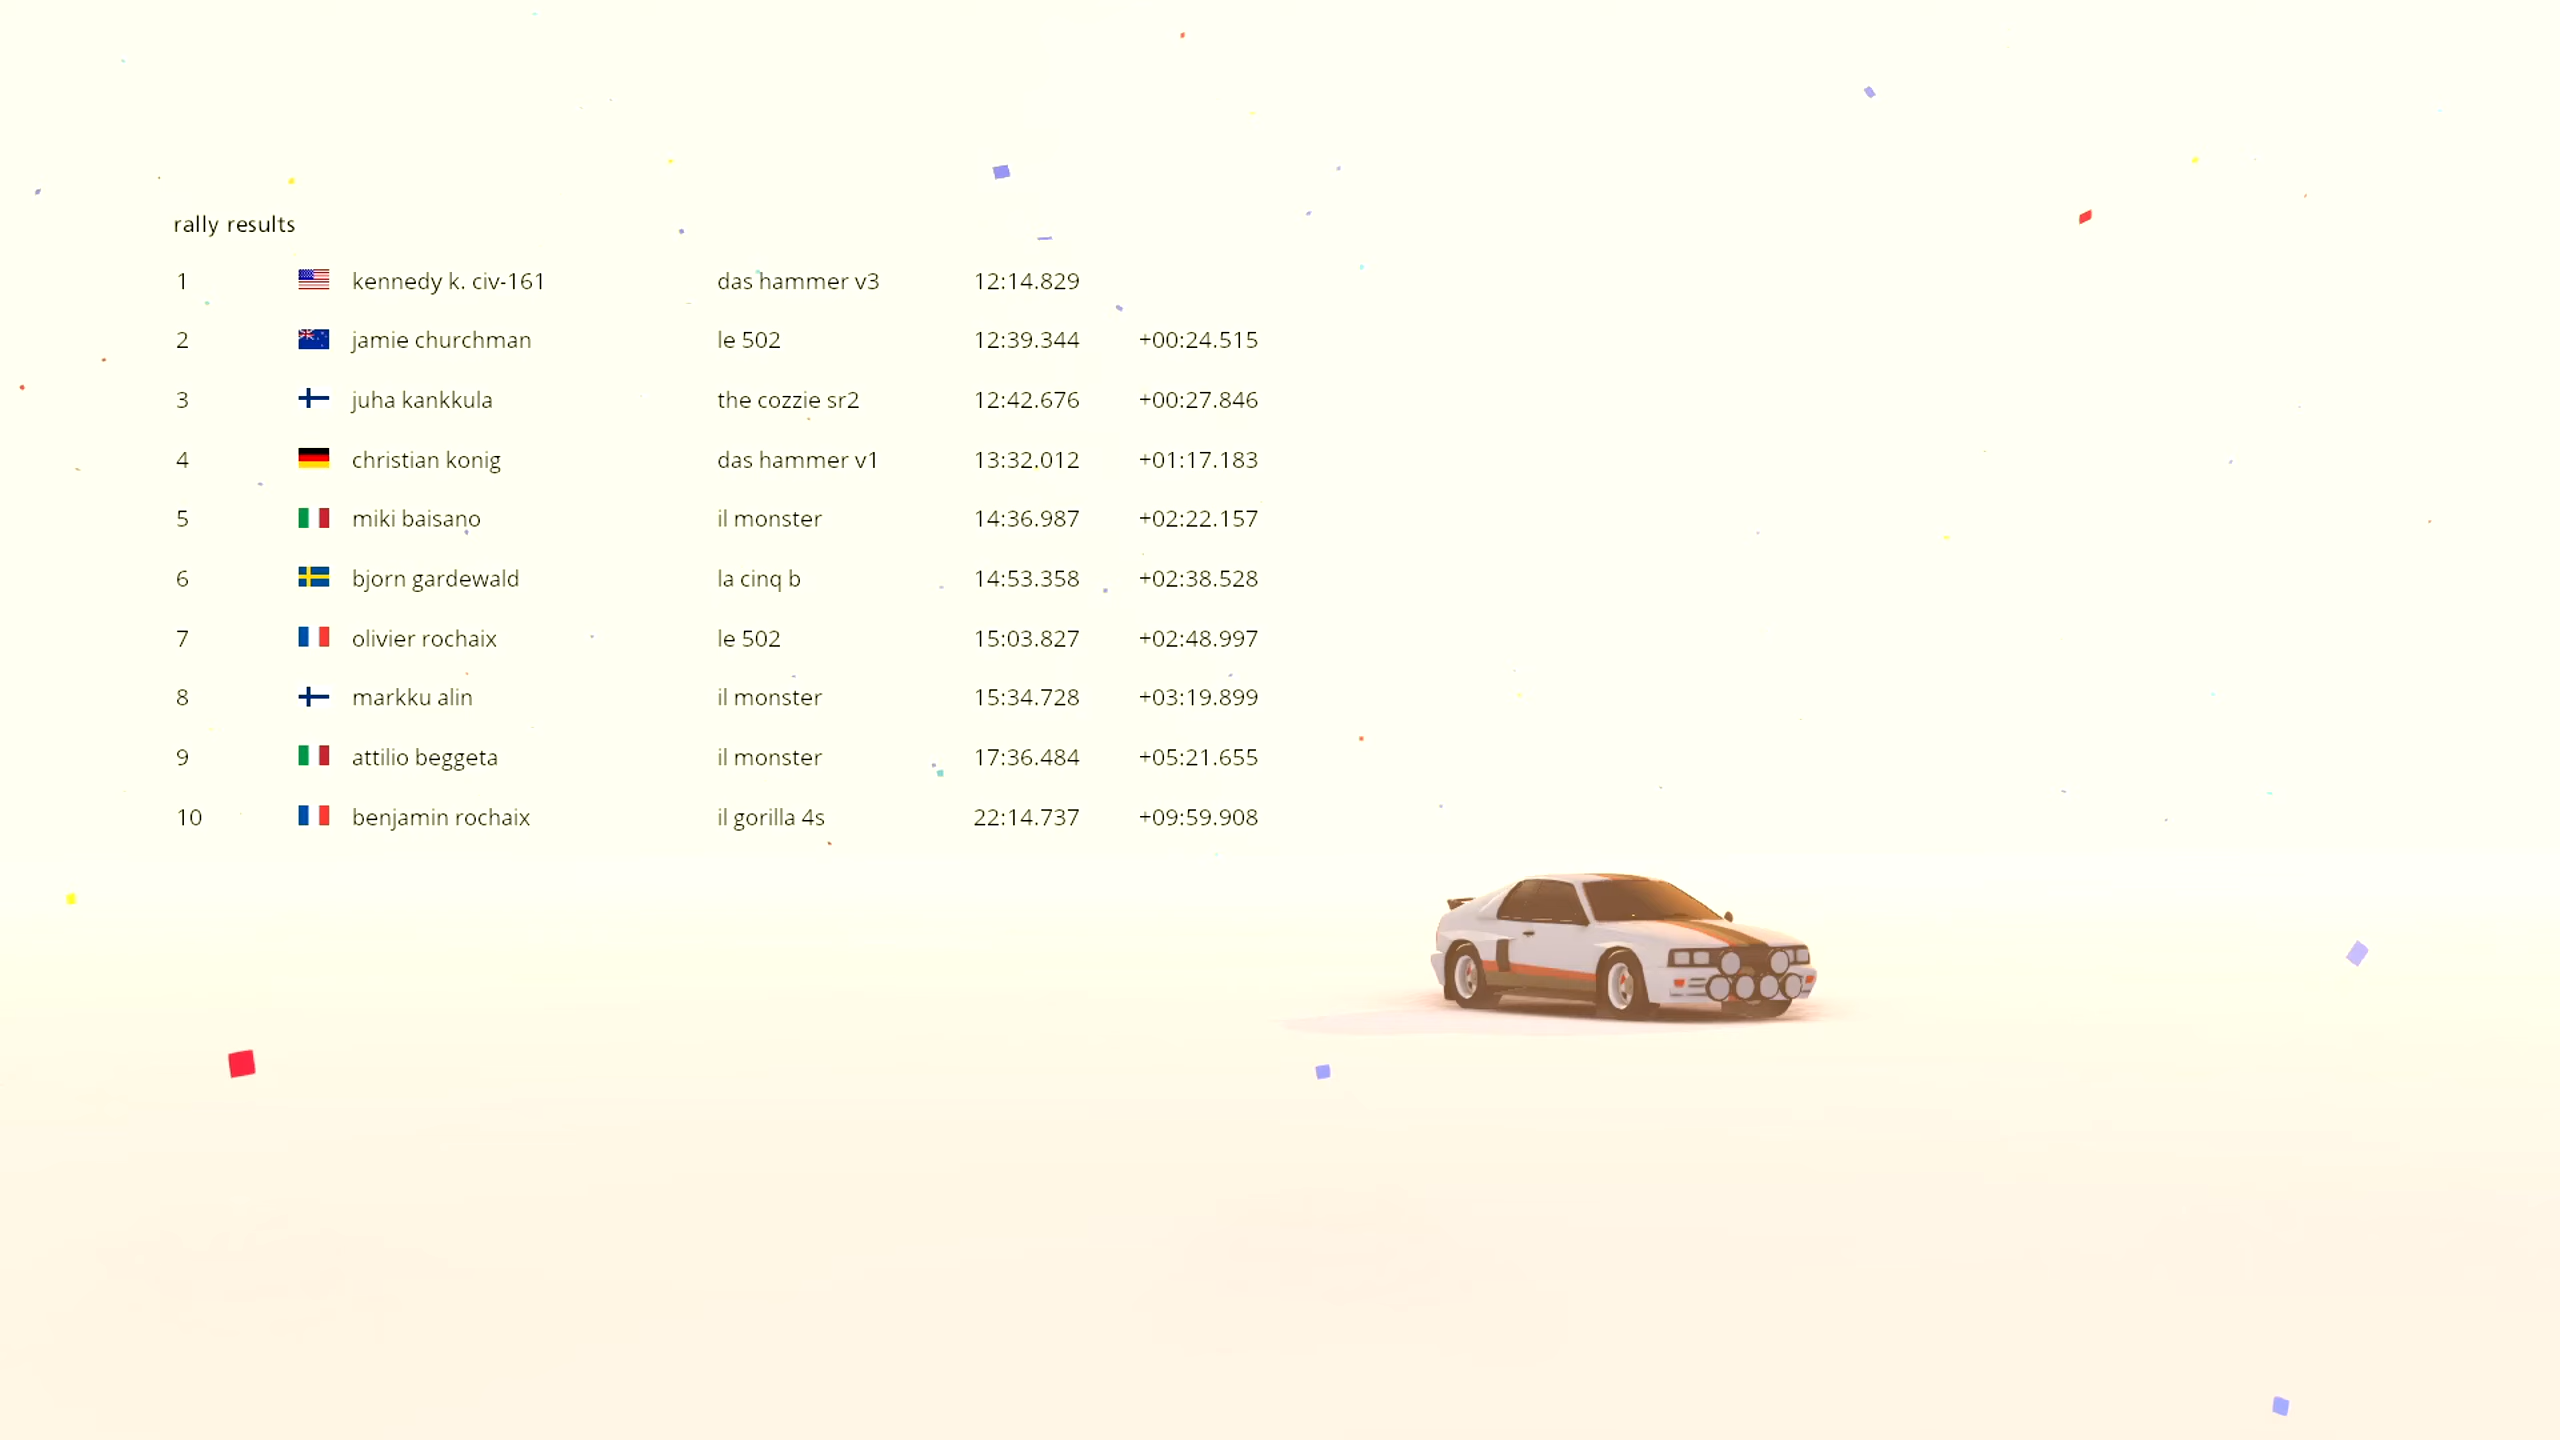 rally results
1 kennedy k. civ-161 das hammer v3 12:14.829
2 jamie churchman le 502 12:39.344 +00:24.515
3 juha kankkula the cozzie sr2 12:42.676 +00:27.846
4 christian konig das hammer v1 13:32.012 +01:17.183
5 miki baisano il monster 14:36.987 +02:22.157
6 bjorn gardewald la cinq b 14:53.358 +02:38.528
7 olivier rochaix le 502 15:03.827 +02:48.997
8 markku alin il monster 15:34.728 +03:19.899
9 attilio beggeta il monster 17:36.484 +05:21.655
10 benjamin rochaix il gorilla 4s 22:14.737 +09:59.908